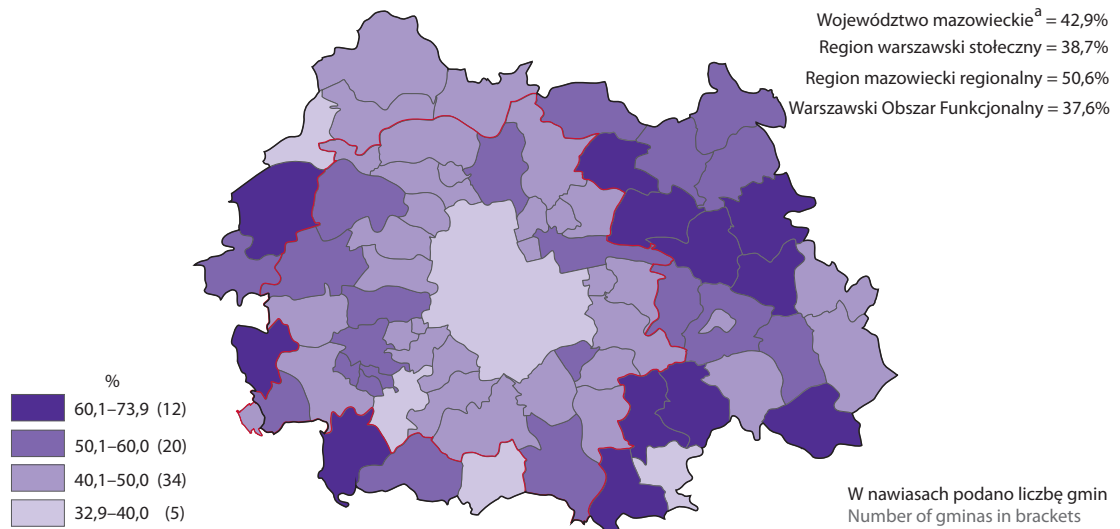 Województwo mazowieckieᵃ = 42,9%
Region warszawski stołeczny = 38,7%
Region mazowiecki regionalny = 50,6%
Warszawski Obszar Funkcjonalny = 37,6%
%
60,1–73,9 (12)
50,1–60,0 (20)
40,1–50,0 (34)
32,9–40,0 (5)
W nawiasach podano liczbę gmin
Number of gminas in brackets